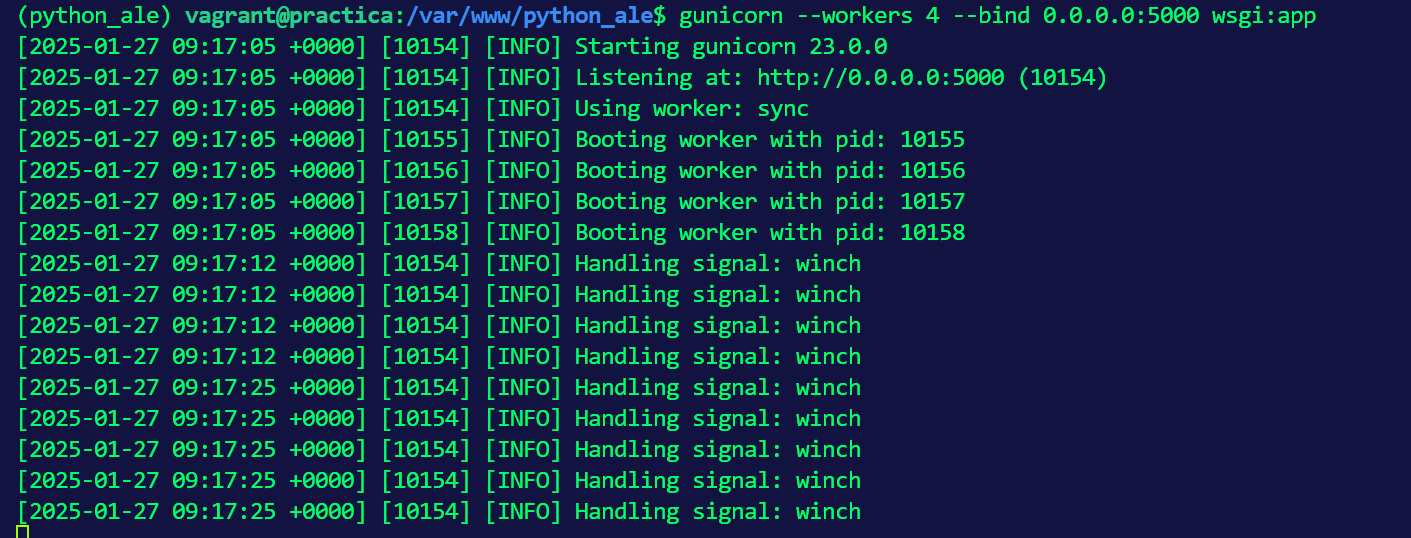 (python_ale) vagrant@practica:/var/www/python_ale$ gunicorn --workers 4 --bind 0.0.0.0:5000 wsgi:app
[2025-01-27 09:17:05 +0000] [10154] [INFO] Starting gunicorn 23.0.0
[2025-01-27 09:17:05 +0000] [10154] [INFO] Listening at: http://0.0.0.0:5000 (10154)
[2025-01-27 09:17:05 +0000] [10154] [INFO] Using worker: sync
[2025-01-27 09:17:05 +0000] [10155] [INFO] Booting worker with pid: 10155
[2025-01-27 09:17:05 +0000] [10156] [INFO] Booting worker with pid: 10156
[2025-01-27 09:17:05 +0000] [10157] [INFO] Booting worker with pid: 10157
[2025-01-27 09:17:05 +0000] [10158] [INFO] Booting worker with pid: 10158
[2025-01-27 09:17:12 +0000] [10154] [INFO] Handling signal: winch
[2025-01-27 09:17:12 +0000] [10154] [INFO] Handling signal: winch
[2025-01-27 09:17:12 +0000] [10154] [INFO] Handling signal: winch
[2025-01-27 09:17:12 +0000] [10154] [INFO] Handling signal: winch
[2025-01-27 09:17:25 +0000] [10154] [INFO] Handling signal: winch
[2025-01-27 09:17:25 +0000] [10154] [INFO] Handling signal: winch
[2025-01-27 09:17:25 +0000] [10154] [INFO] Handling signal: winch
[2025-01-27 09:17:25 +0000] [10154] [INFO] Handling signal: winch
[2025-01-27 09:17:25 +0000] [10154] [INFO] Handling signal: winch